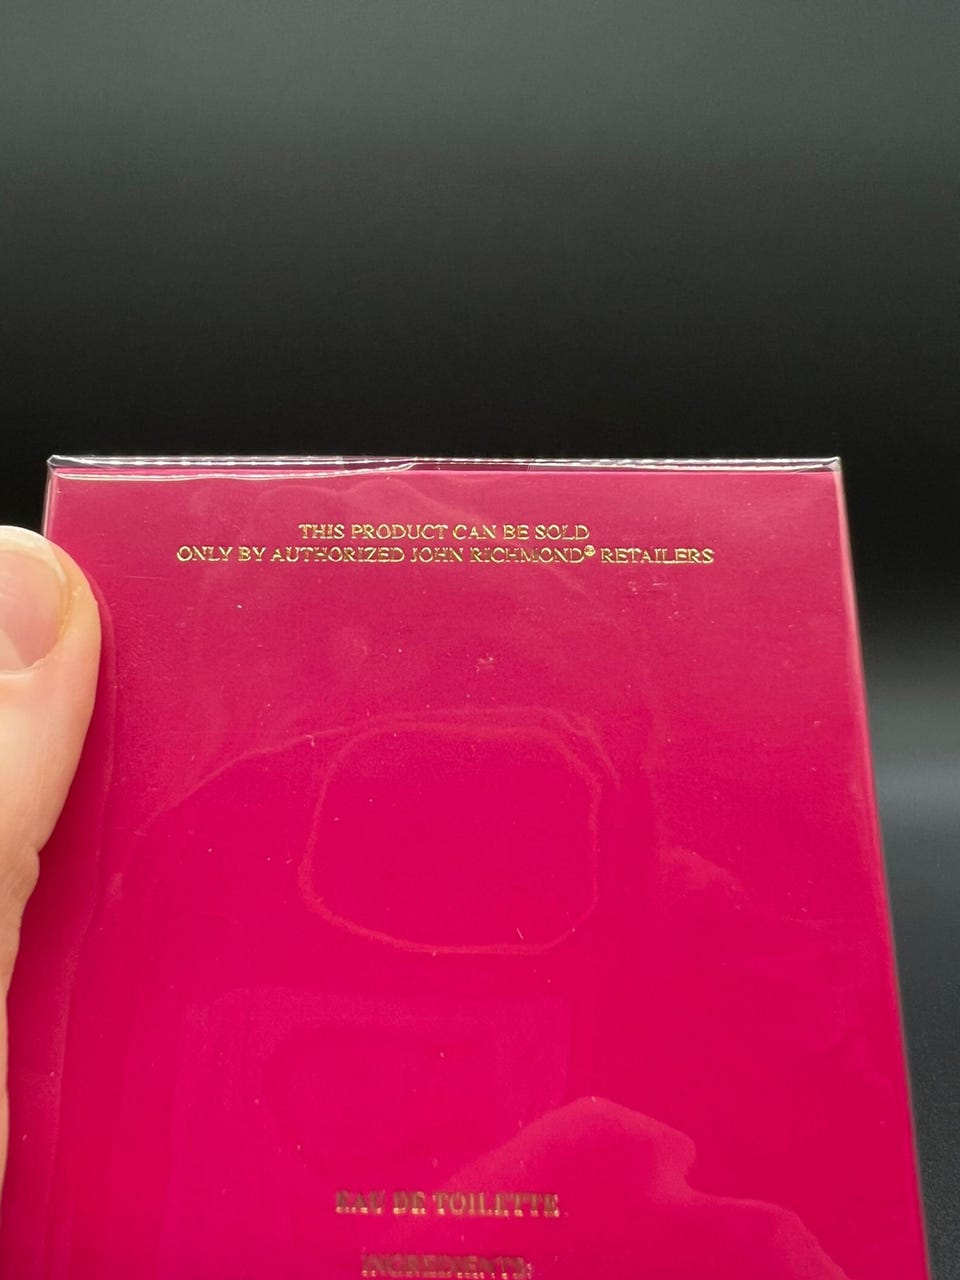 THIS PRODUCT CAN BE SOLD
ONLY BY AUTHORIZED JOHN RICHMOND® RETAILERS
EAU DE TOILETTE
INGREDIENTS: